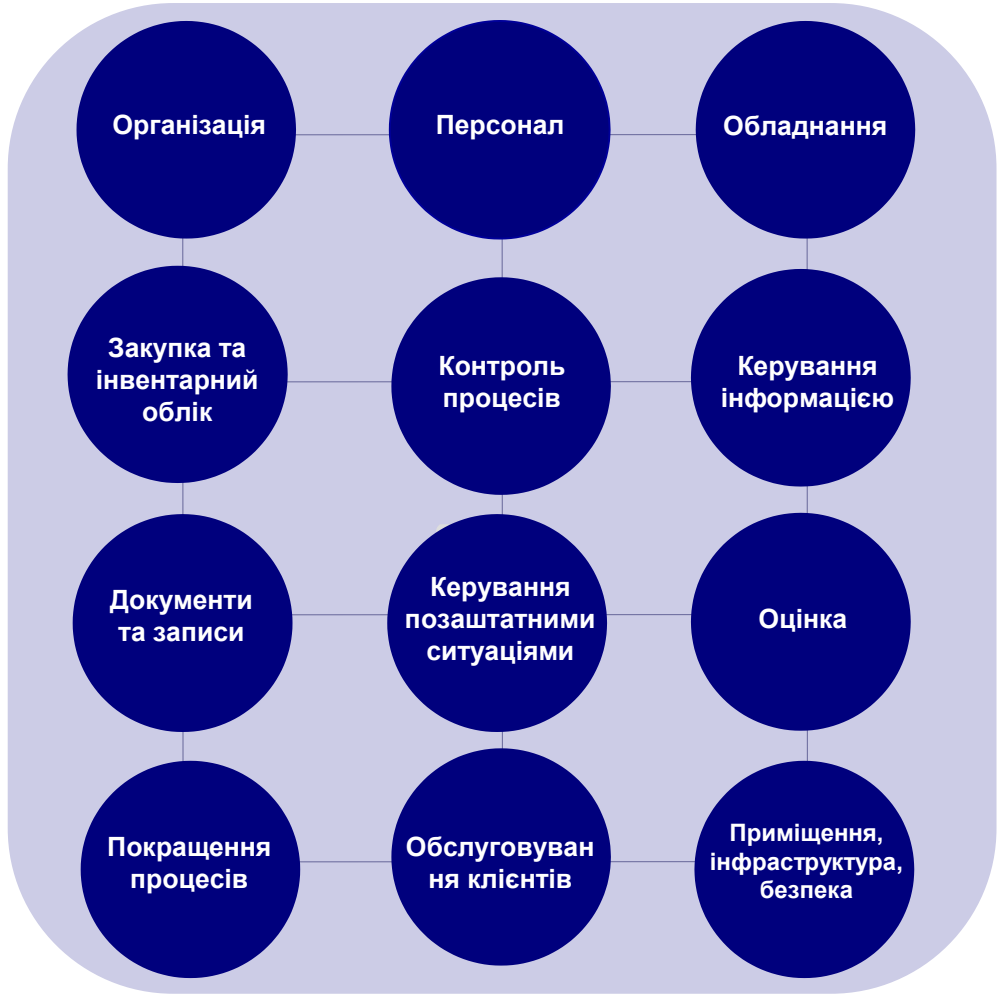 Організація
Персонал
Обладнання
Закупка та
інвентарний
облік
Контроль
процесів
Керування
інформацією
Документи
та записи
Керування
позаштатними
ситуаціями
Оцінка
Покращення
процесів
Обслуговуван
ня клієнтів
Приміщення,
інфраструктура,
безпека